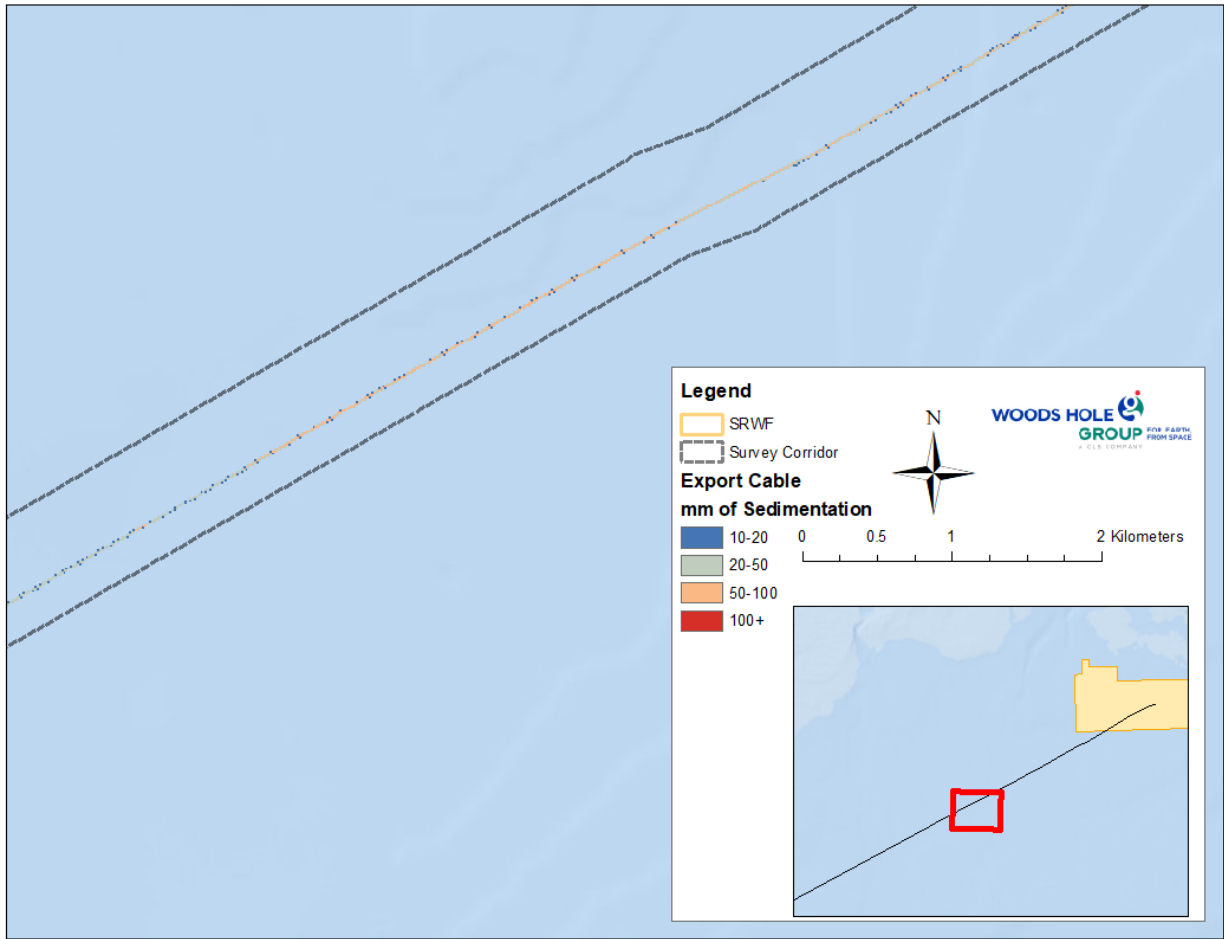 Legend
SRWF
Survey Corridor
Export Cable
mm of Sedimentation
10-20
20-50
50-100
100+
N
WOODS HOLE
GROUP
FOR EARTH,
FROM SPACE
A CLS COMPANY
0 0.5 1 2 Kilometers